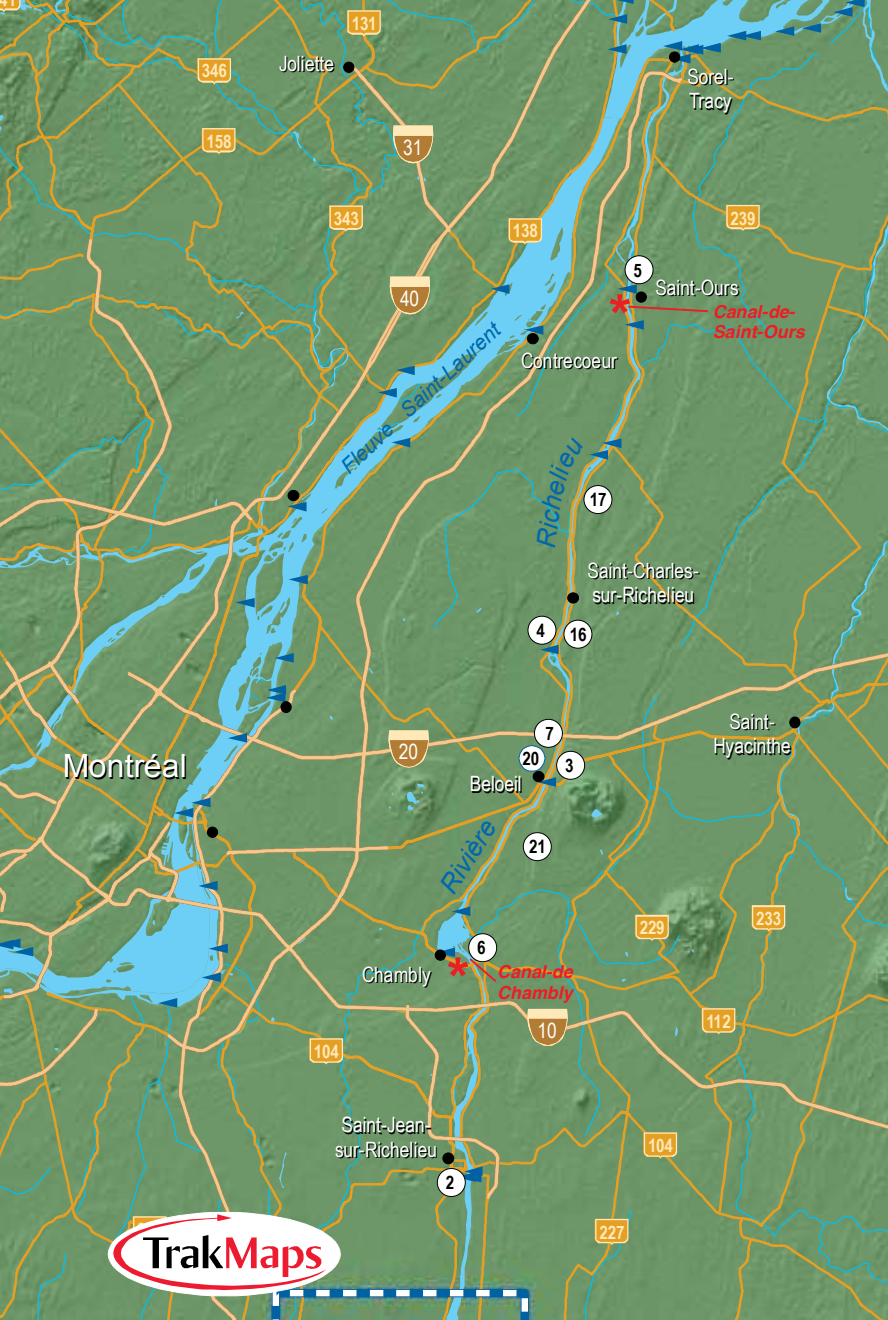 41
131
Joliette
346
Sorel-
Tracy
158
31
343
138
239
5
40
Saint-Ours
Canal-de-
Saint-Ours
Contrecoeur
Fleuve Saint-Laurent
Richelieu
17
Saint-Charles-
sur-Richelieu
4
16
Saint-
Hyacinthe
7
20
20
3
Montréal
Beloeil
21
Rivière
229
233
6
Chambly
Canal-de
Chambly
10
112
104
Saint-Jean-
sur-Richelieu
104
2
227
TrakMaps